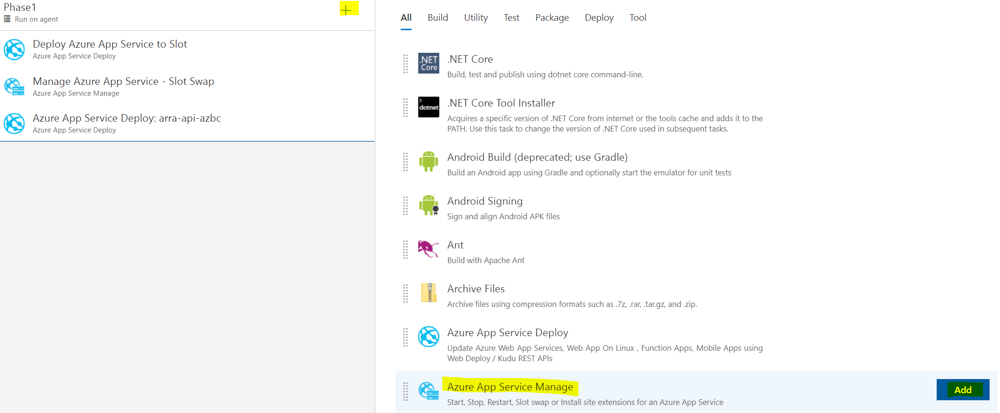 Phase1
Run on agent
Deploy Azure App Service to Slot
Azure App Service Deploy
Manage Azure App Service - Slot Swap
Azure App Service Manage
Azure App Service Deploy: arra-api-azbc
Azure App Service Deploy
All Build Utility Test Package Deploy Tool
.NET Core
.NET Core
Build, test and publish using dotnet core command-line.
dotnet
.NET Core Tool Installer
Acquires a specific version of .NET Core from internet or the tools cache and adds it to the
PATH. Use this task to change the version of .NET Core used in subsequent tasks.
Android Build (deprecated; use Gradle)
Build an Android app using Gradle and optionally start the emulator for unit tests
Android Signing
Sign and align Android APK files
Ant
Build with Apache Ant
Archive Files
Archive files using compression formats such as .7z, .rar, .tar.gz, and .zip.
Azure App Service Deploy
Update Azure Web App Services, Web App On Linux , Function Apps, Mobile Apps using
Web Deploy / Kudu REST APIs
Azure App Service Manage
Add
Start, Stop, Restart, Slot swap or Install site extensions for an Azure App Service